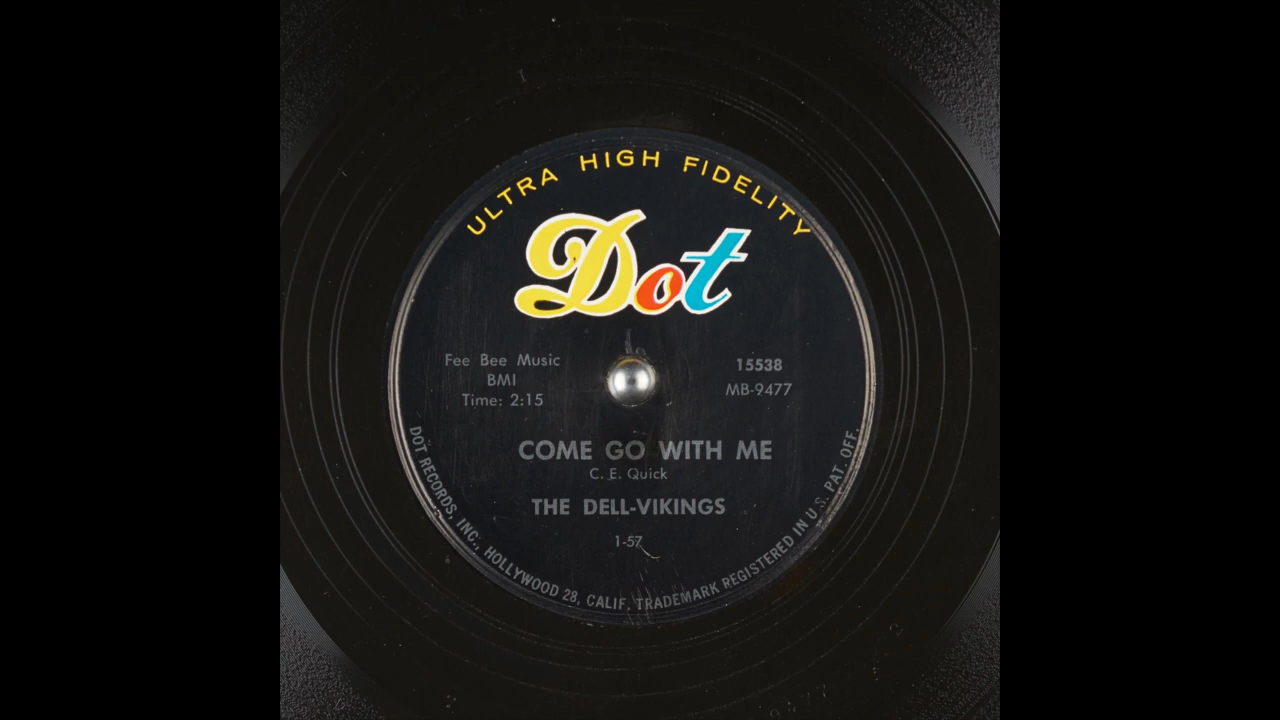 ULTRA HIGH FIDELITY
Dot
Fee Bee Music
BMI
Time: 2:15
15538
MB-9477
COME GO WITH ME
C. E. Quick
THE DELL-VIKINGS
1-57
DOT RECORDS, INC., HOLLYWOOD 28, CALIF. TRADEMARK REGISTERED IN U.S. PAT. OFF.